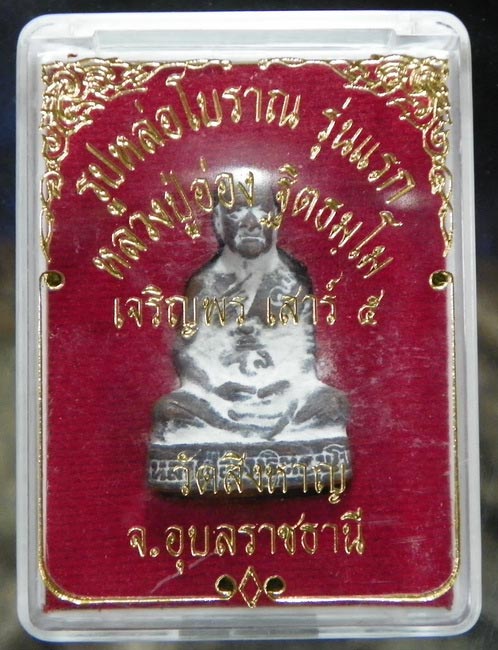 รูปหล่อโบราณ รุ่นแรก
หลวงปู่อ่อง ฐิตธมฺโม
เจริญพร เสาร์ ๕
วัดสิงหาญ
จ.อุบลราชธานี